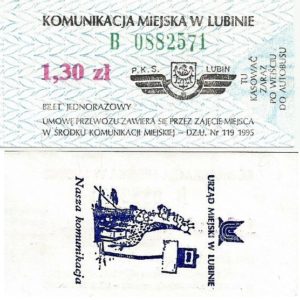 KOMUNIKACJA MIEJSKA W LUBINIE
B 0882571
1,30 zł
P.K.S. LUBIN
TU
KASOWAĆ
ZARAZ
PO WEJŚCIU
DO AUTOBUSU
BILET JEDNORAZOWY
UMOWĘ PRZEWOZU ZAWIERA SIĘ PRZEZ ZAJĘCIE MIEJSCA
W ŚRODKU KOMUNIKACJI MIEJSKIEJ - DZ.U. Nr 119 1995
Nasza komunikacja
URZĄD MIEJSKI W LUBINIE